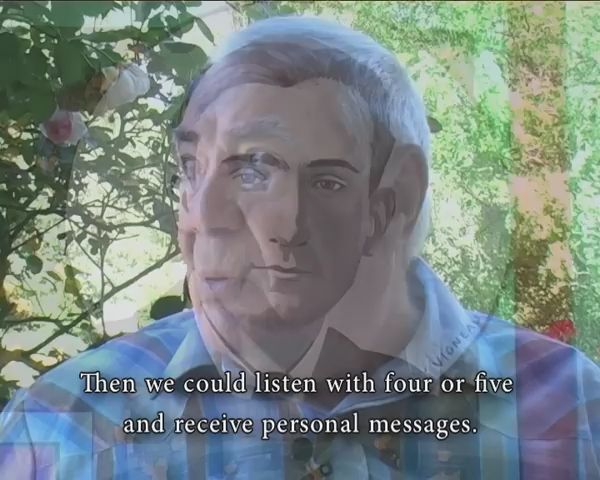 Then we could listen with four or five
and receive personal messages.